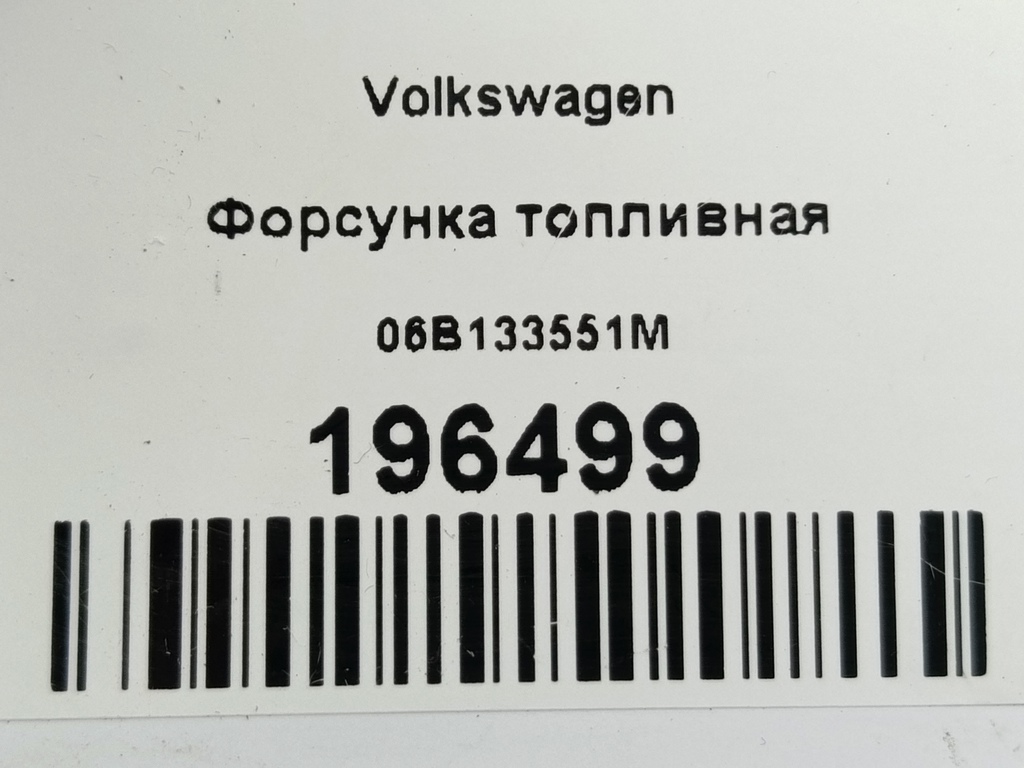 Volkswagen
Форсунка топливная
06B133551M
196499